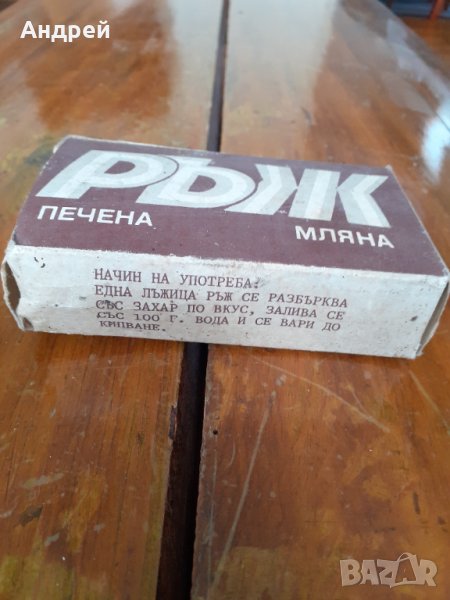 Андрей
РЪЖ
ПЕЧЕНА
МЛЯНА
НАЧИН НА УПОТРЕБА:
ЕДНА ЛЪЖИЦА РЪЖ СЕ РАЗБЪРКВА
СЪС ЗАХАР ПО ВКУС, ЗАЛИВА СЕ
СЪС 100 Г. ВОДА И СЕ ВАРИ ДО
КИПВАНЕ.
BAZAR